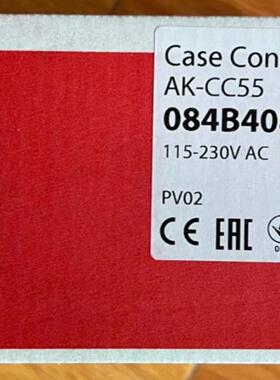 Case Con
AK-CC55
084B40
115-230V AC
PV02
CE EAC